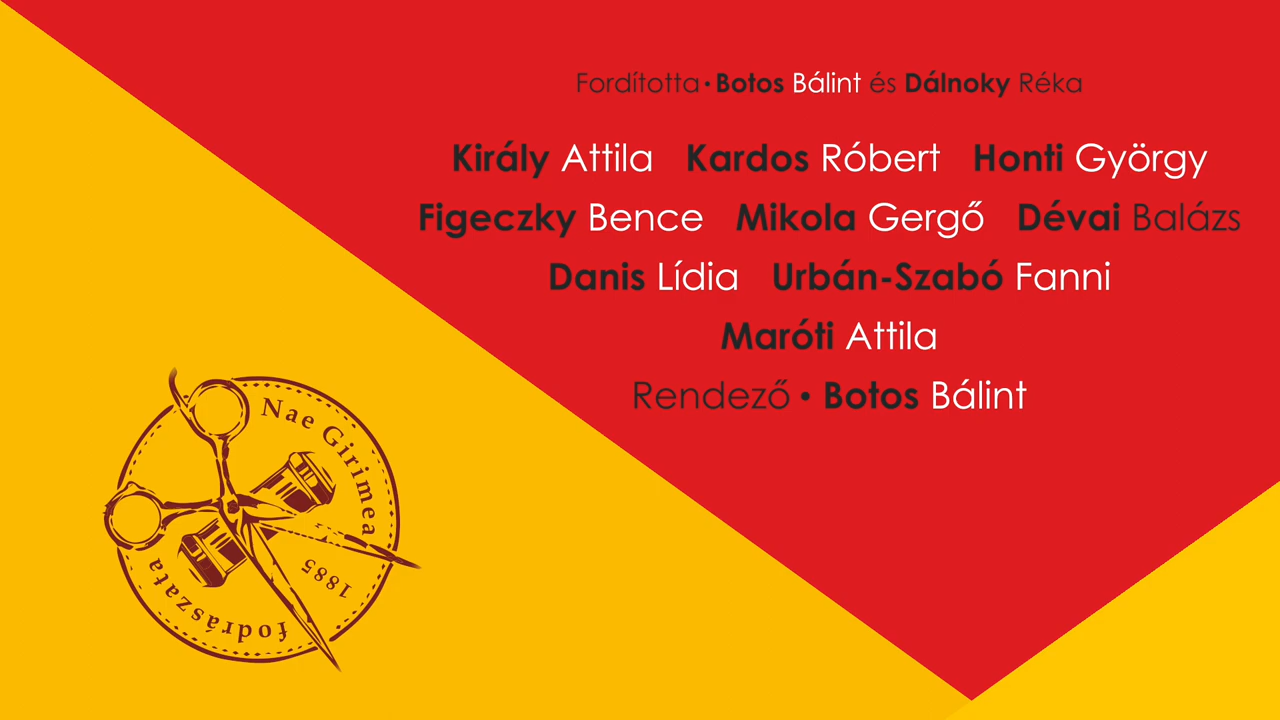 Fordította • Botos Bálint és Dálnoky Réka
Király Attila Kardos Róbert Honti György
Figeczky Bence Mikola Gergő Dévai Balázs
Danis Lídia Urbán-Szabó Fanni
Maróti Attila
Rendező • Botos Bálint
Nae Girimea
1885
fodrászata